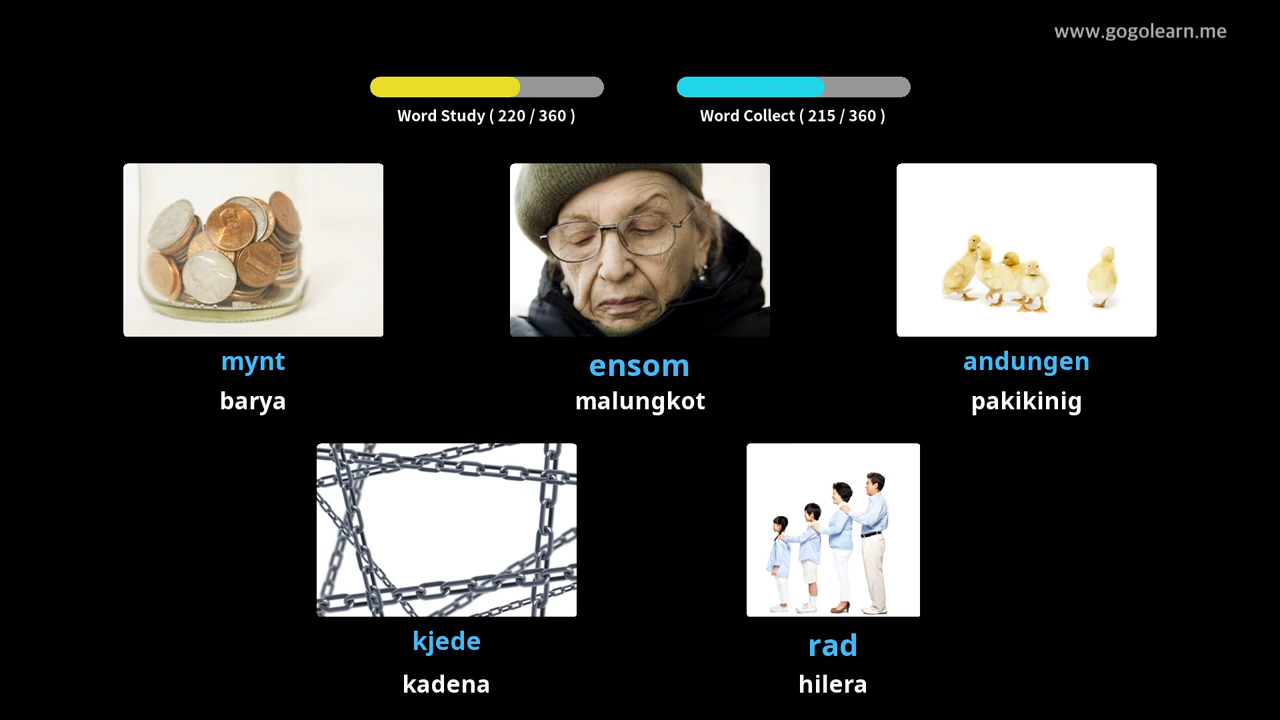 www.gogolearn.me
Word Study ( 220 / 360 )
Word Collect ( 215 / 360 )
mynt
barya
ensom
malungkot
andungen
pakikinig
kjede
kadena
rad
hilera